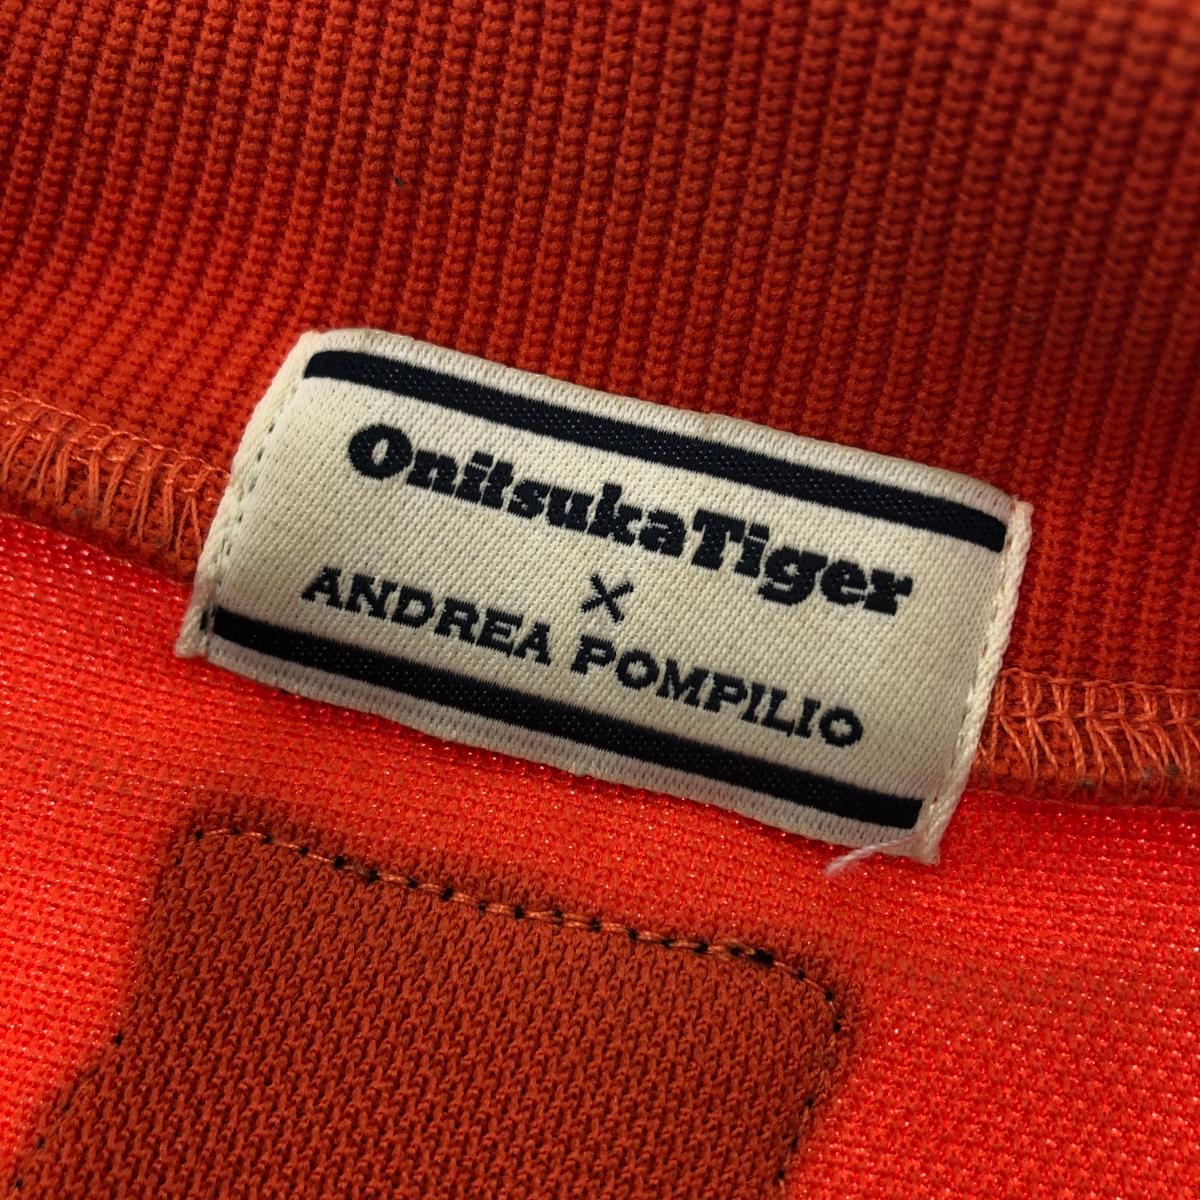 OnitsukaTiger
×
ANDREA POMPILIO